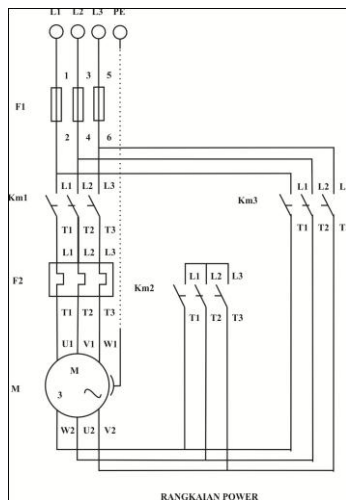 L1 L2 L3 PE
1 3 5
F1
2 4 6
L1 L2 L3
Km1
T1 T2 T3
L1 L2 L3
F2
T1 T2 T3
U1 V1 W1
M
M
3
W2 U2 V2
L1 L2 L3
Km2
T1 T2 T3
L1 L2
Km3
T1 T2
RANGKAIAN POWER